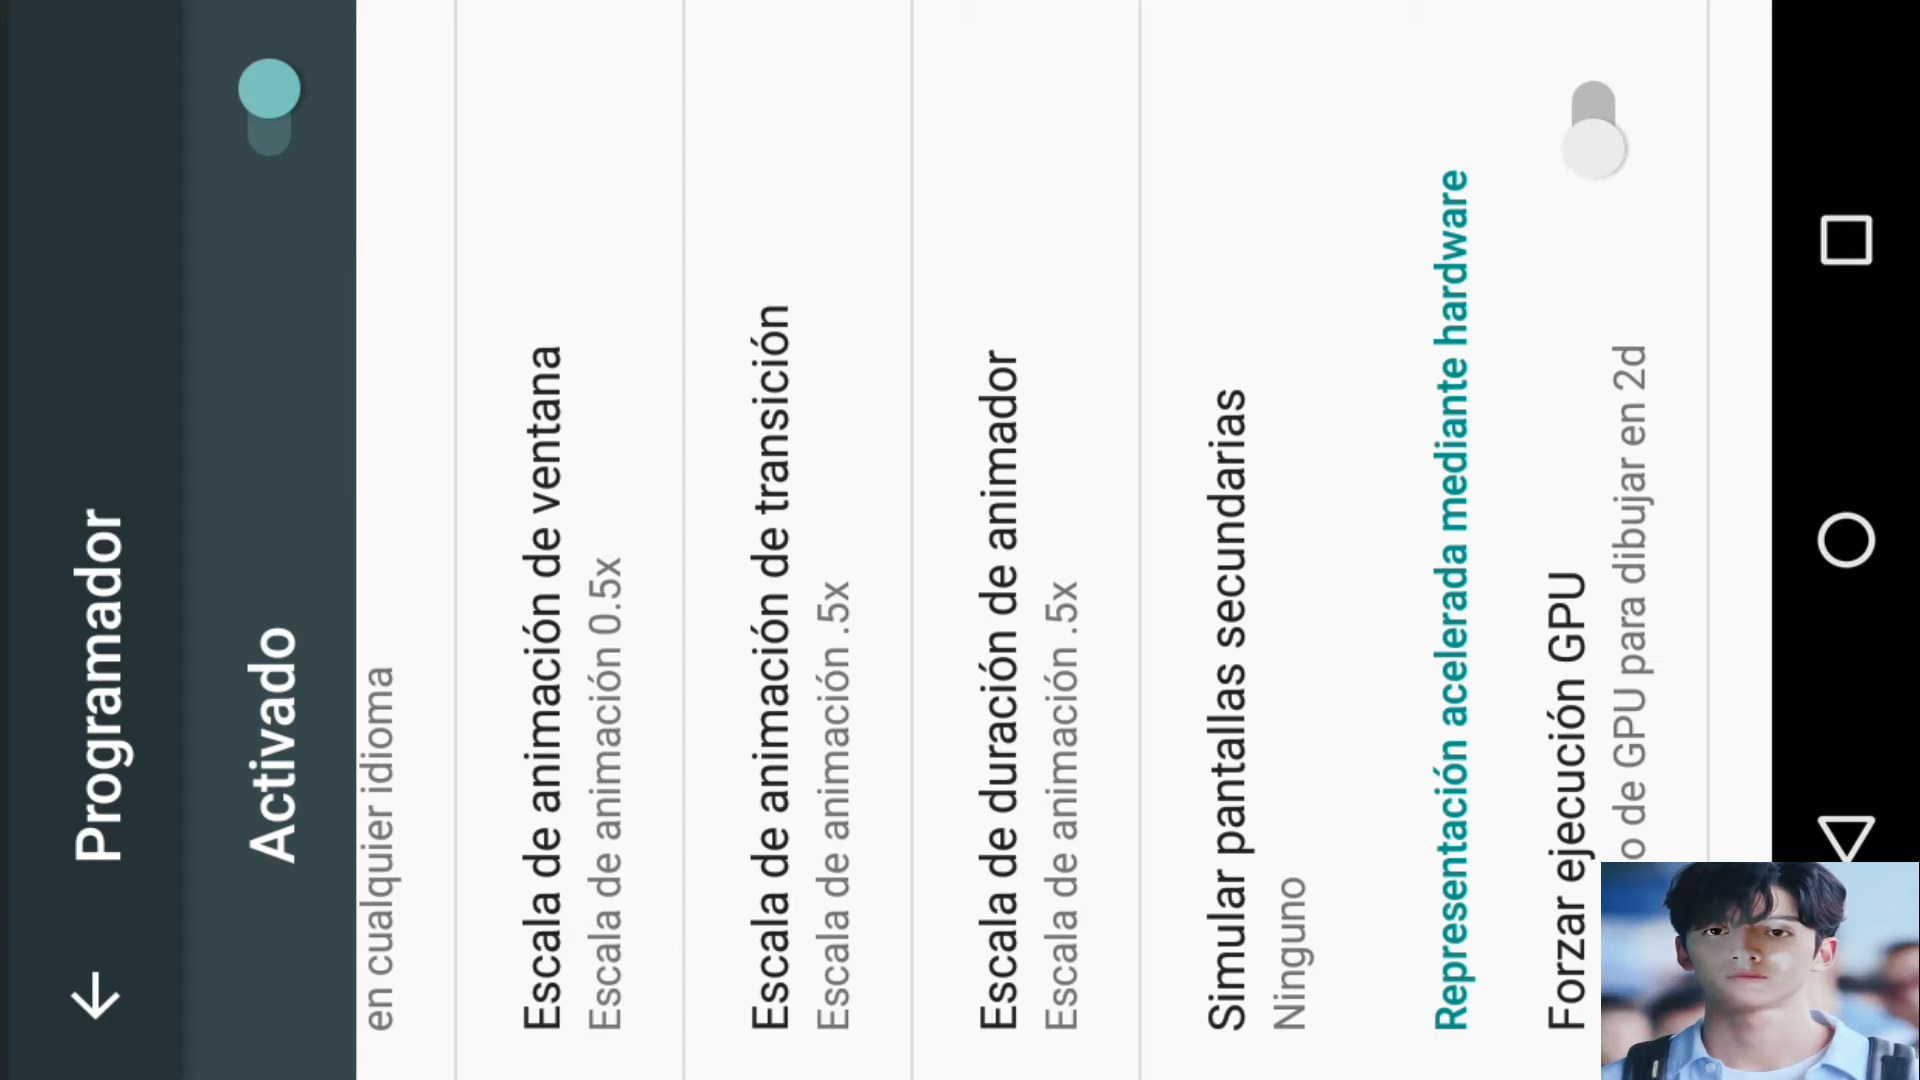 Programador
Activado
en cualquier idioma
Escala de animación de ventana
Escala de animación 0.5x
Escala de animación de transición
Escala de animación .5x
Escala de duración de animador
Escala de animación .5x
Simular pantallas secundarias
Ninguno
Representación acelerada mediante hardware
Forzar ejecución GPU
o de GPU para dibujar en 2d